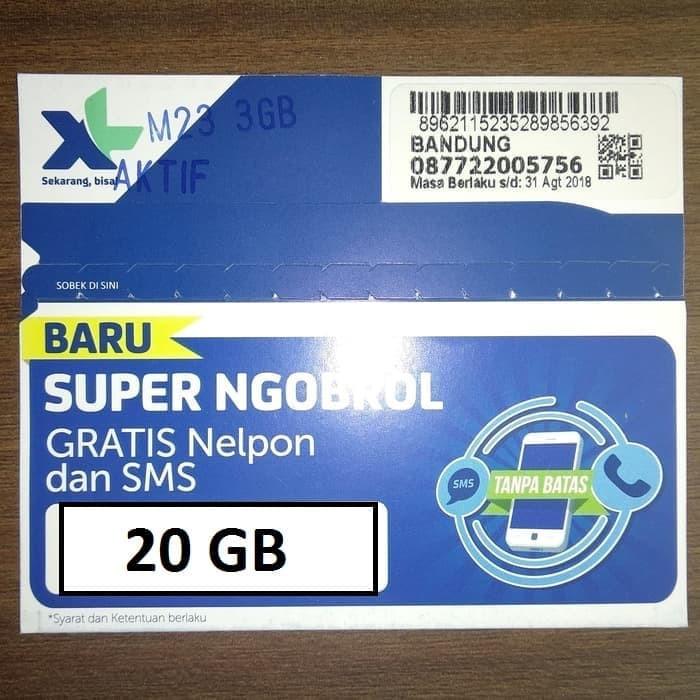 XL
Sekarang, bisa!
M23 3GB
AKTIF
8962115235289856392
BANDUNG
087722005756
Masa Berlaku s/d: 31 Agt 2018
SOBEK DI SINI
BARU
SUPER NGOBROL
GRATIS Nelpon
dan SMS
SMS
TANPA BATAS
20 GB
*Syarat dan Ketentuan berlaku